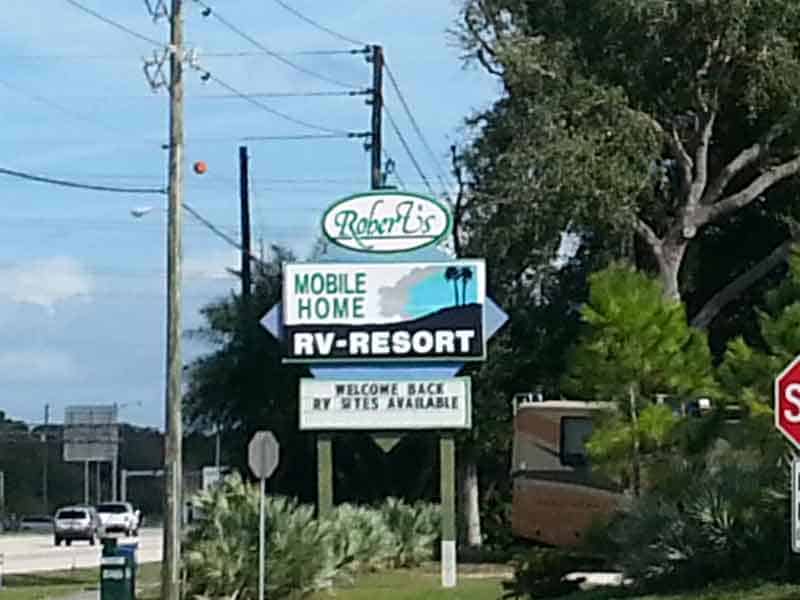 Robert's
MOBILE
HOME
RV-RESORT
WELCOME BACK
RV SITES AVAILABLE
S